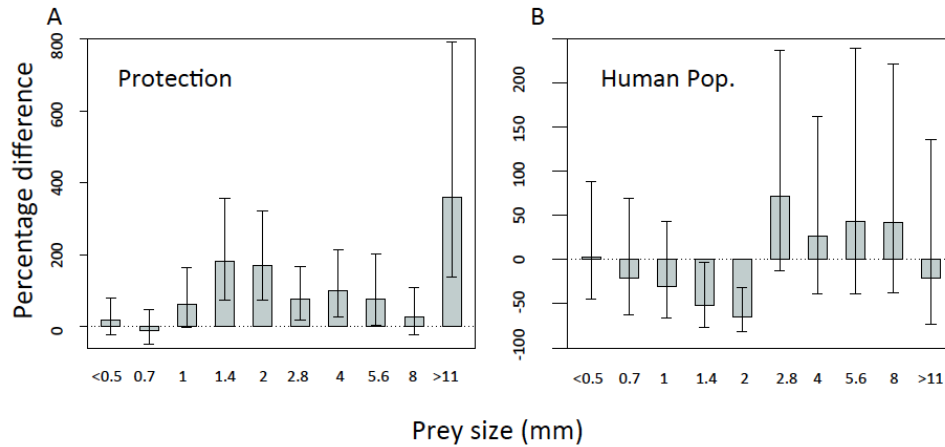 A
B
Protection
Human Pop.
Percentage difference
800
600
400
200
0
200
150
100
50
0
-50
-100
<0.5 0.7 1 1.4 2 2.8 4 5.6 8 >11
<0.5 0.7 1 1.4 2 2.8 4 5.6 8 >11
Prey size (mm)